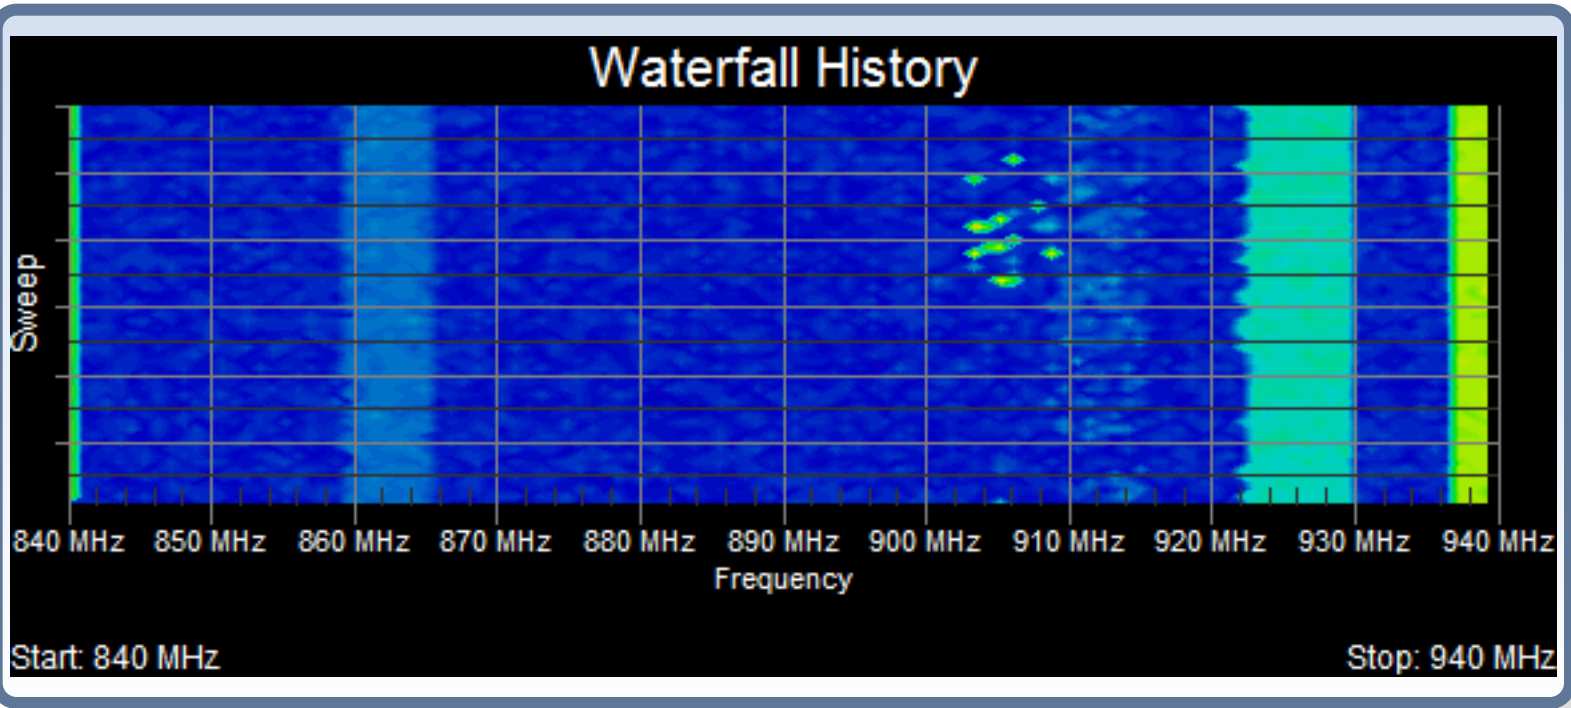 Waterfall History
Sweep
840 MHz 850 MHz 860 MHz 870 MHz 880 MHz 890 MHz 900 MHz 910 MHz 920 MHz 930 MHz 940 MHz
Frequency
Start: 840 MHz Stop: 940 MHz